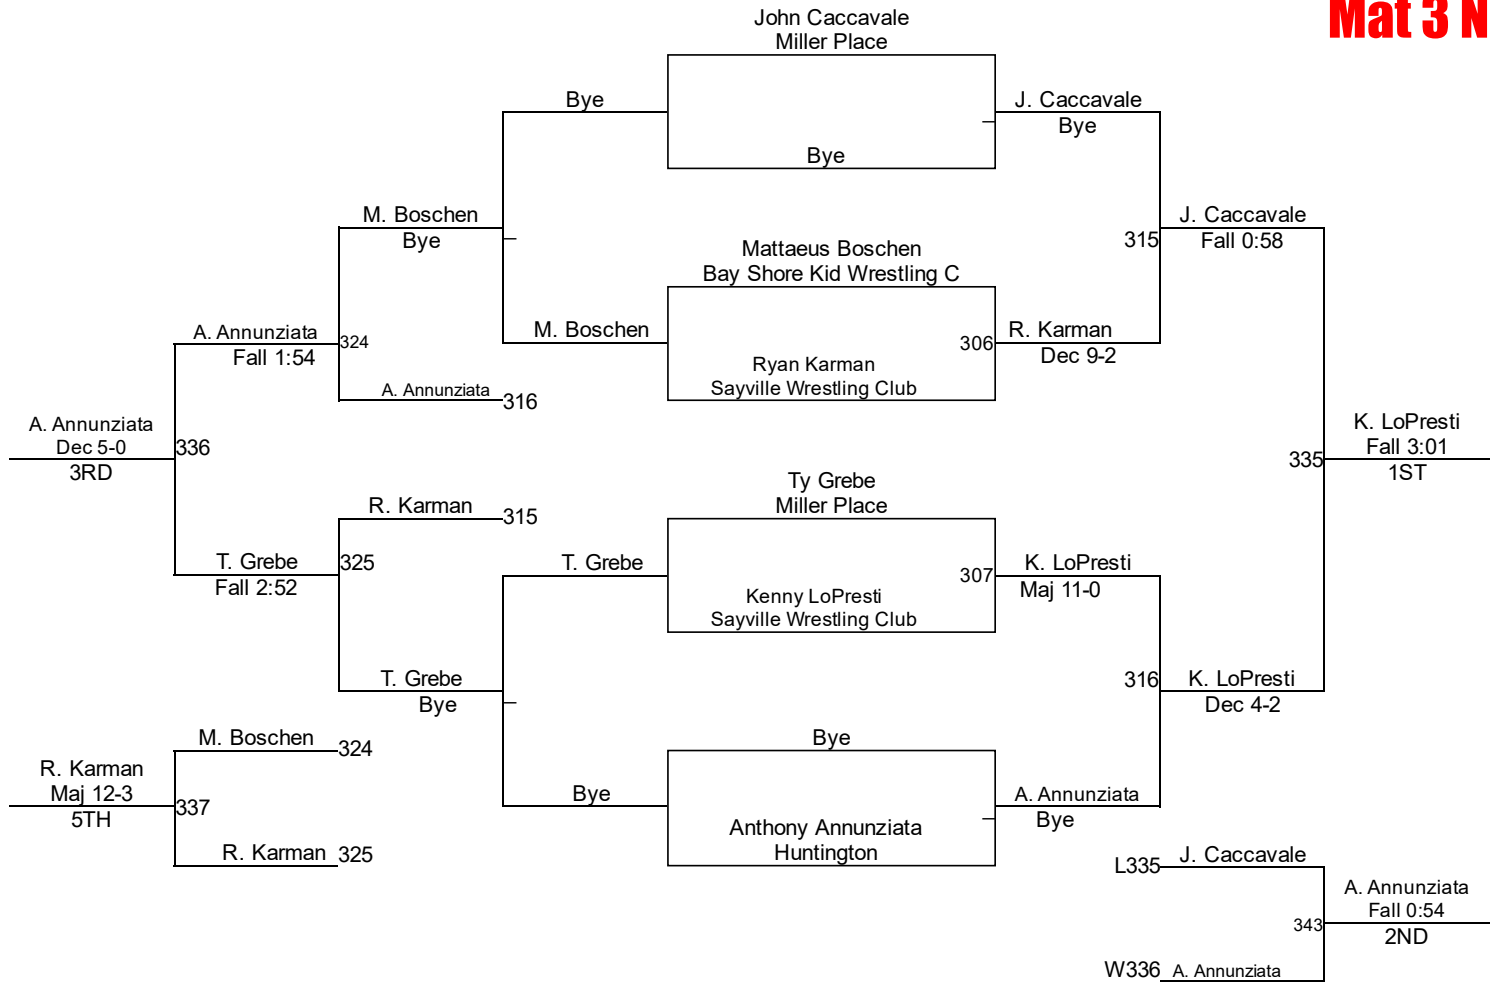 Mat 3 N
John Caccavale
Miller Place
Bye
J. Caccavale
Bye
Bye
M. Boschen
Bye
J. Caccavale
Fall 0:58
315
Mattaeus Boschen
Bay Shore Kid Wrestling C
A. Annunziata
Fall 1:54
324
M. Boschen
306
R. Karman
Dec 9-2
Ryan Karman
Sayville Wrestling Club
A. Annunziata
316
A. Annunziata
Dec 5-0
3RD
336
K. LoPresti
Fall 3:01
1ST
335
Ty Grebe
Miller Place
R. Karman
315
T. Grebe
Fall 2:52
325
T. Grebe
307
K. LoPresti
Maj 11-0
Kenny LoPresti
Sayville Wrestling Club
T. Grebe
Bye
316
K. LoPresti
Dec 4-2
M. Boschen
324
Bye
R. Karman
Maj 12-3
5TH
337
Bye
A. Annunziata
Bye
Anthony Annunziata
Huntington
R. Karman
325
L335
J. Caccavale
A. Annunziata
Fall 0:54
2ND
343
W336
A. Annunziata